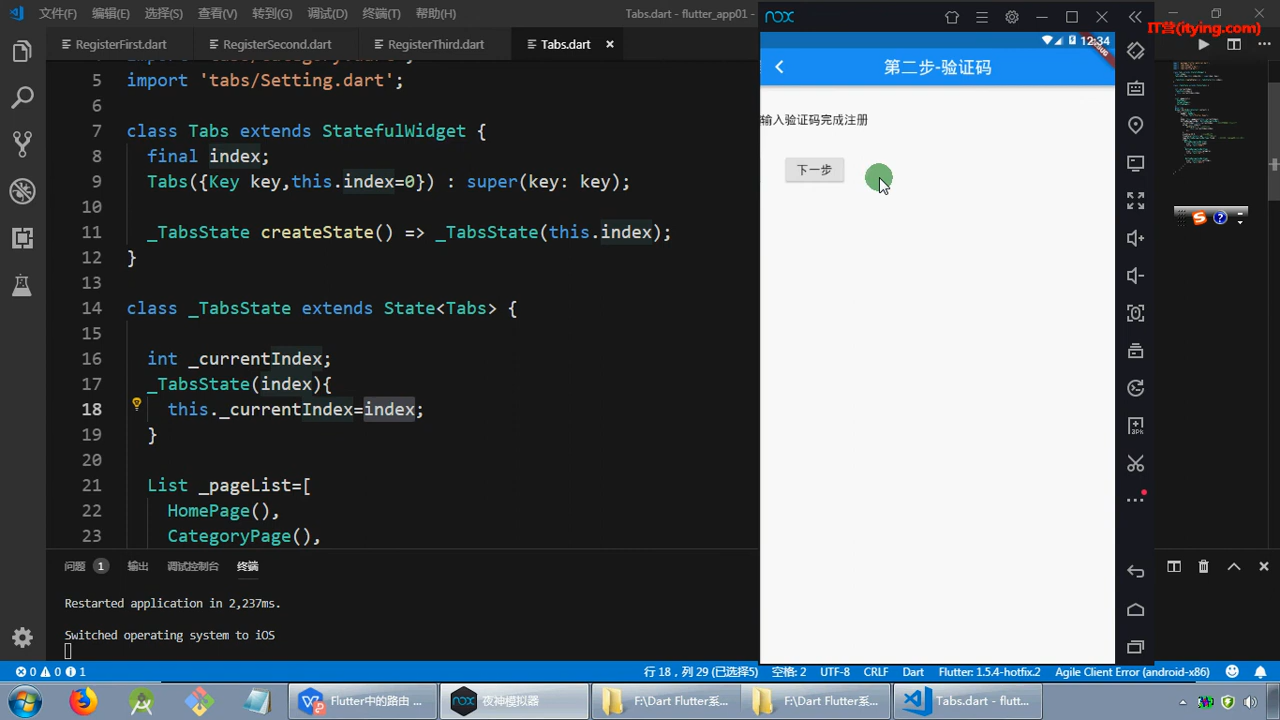 文件(F) 编辑(E) 选择(S) 查看(V) 转到(G) 调试(D) 终端(T) 帮助(H) Tabs.dart - flutter_app01 -
nox
IT营(itying.com)
RegisterFirst.dart RegisterSecond.dart RegisterThird.dart Tabs.dart ×
12:34
第二步-验证码
输入验证码完成注册
下一步
5 import 'tabs/Setting.dart';
6
7 class Tabs extends StatefulWidget {
8 final index;
9 Tabs({Key key,this.index=0}) : super(key: key);
10
11 _TabsState createState() => _TabsState(this.index);
12 }
13
14 class _TabsState extends State<Tabs> {
15
16 int _currentIndex;
17 _TabsState(index){
18 this._currentIndex=index;
19 }
20
21 List _pageList=[
22 HomePage(),
23 CategoryPage(),
问题 1 输出 调试控制台 终端
Restarted application in 2,237ms.
Switched operating system to iOS
0 0 1 行 18，列 29 (已选择5) 空格: 2 UTF-8 CRLF Dart Flutter: 1.5.4-hotfix.2 Agile Client Error (android-x86)
Flutter中的路由 ... 夜神模拟器 F:\Dart Flutter系... F:\Dart Flutter系... Tabs.dart - flutt...